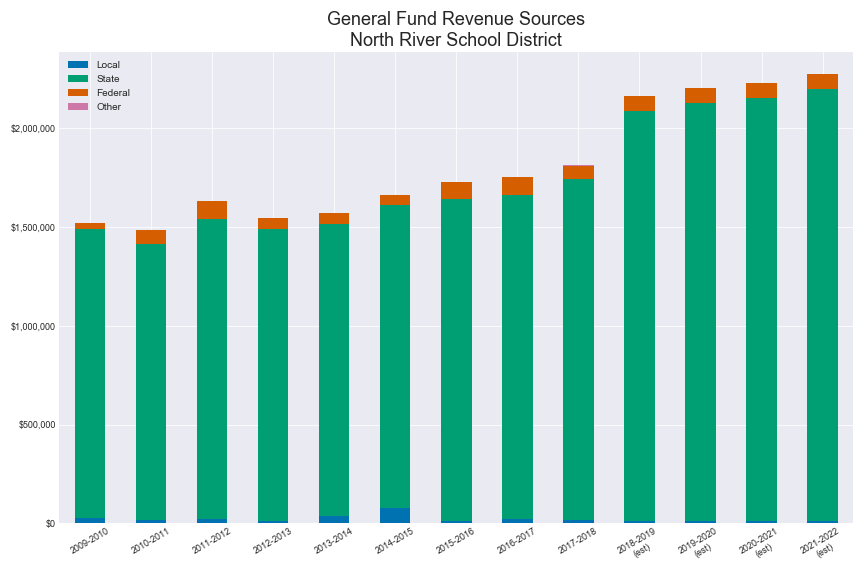 General Fund Revenue Sources
North River School District
Local
State
Federal
Other
$2,000,000
$1,500,000
$1,000,000
$500,000
$0
2009-2010
2010-2011
2011-2012
2012-2013
2013-2014
2014-2015
2015-2016
2016-2017
2017-2018
2018-2019
(est)
2019-2020
(est)
2020-2021
(est)
2021-2022
(est)